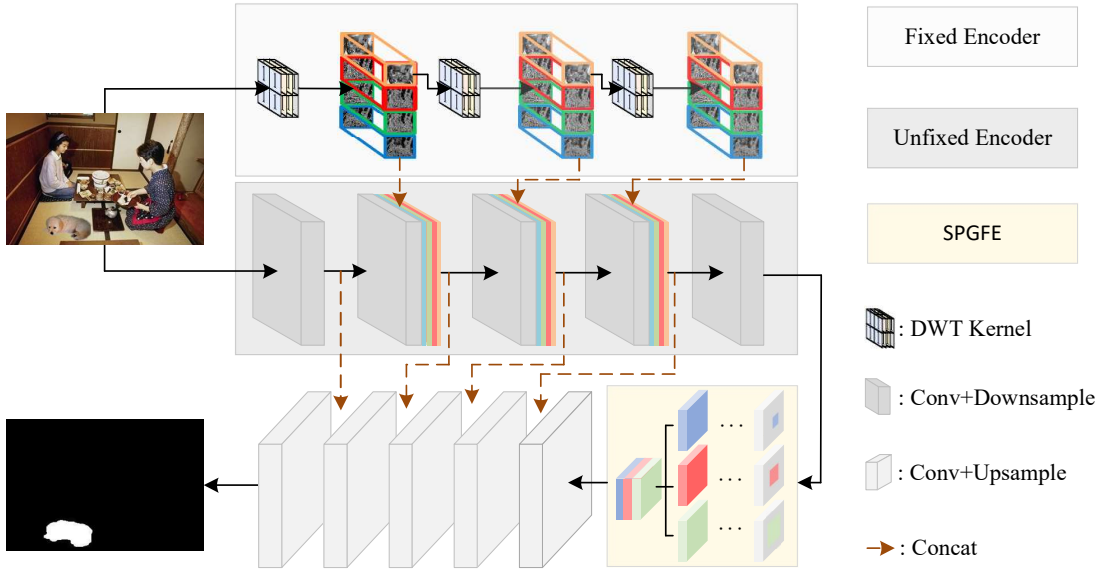 Fixed Encoder
Unfixed Encoder
SPGFE
: DWT Kernel
: Conv+Downsample
: Conv+Upsample
: Concat